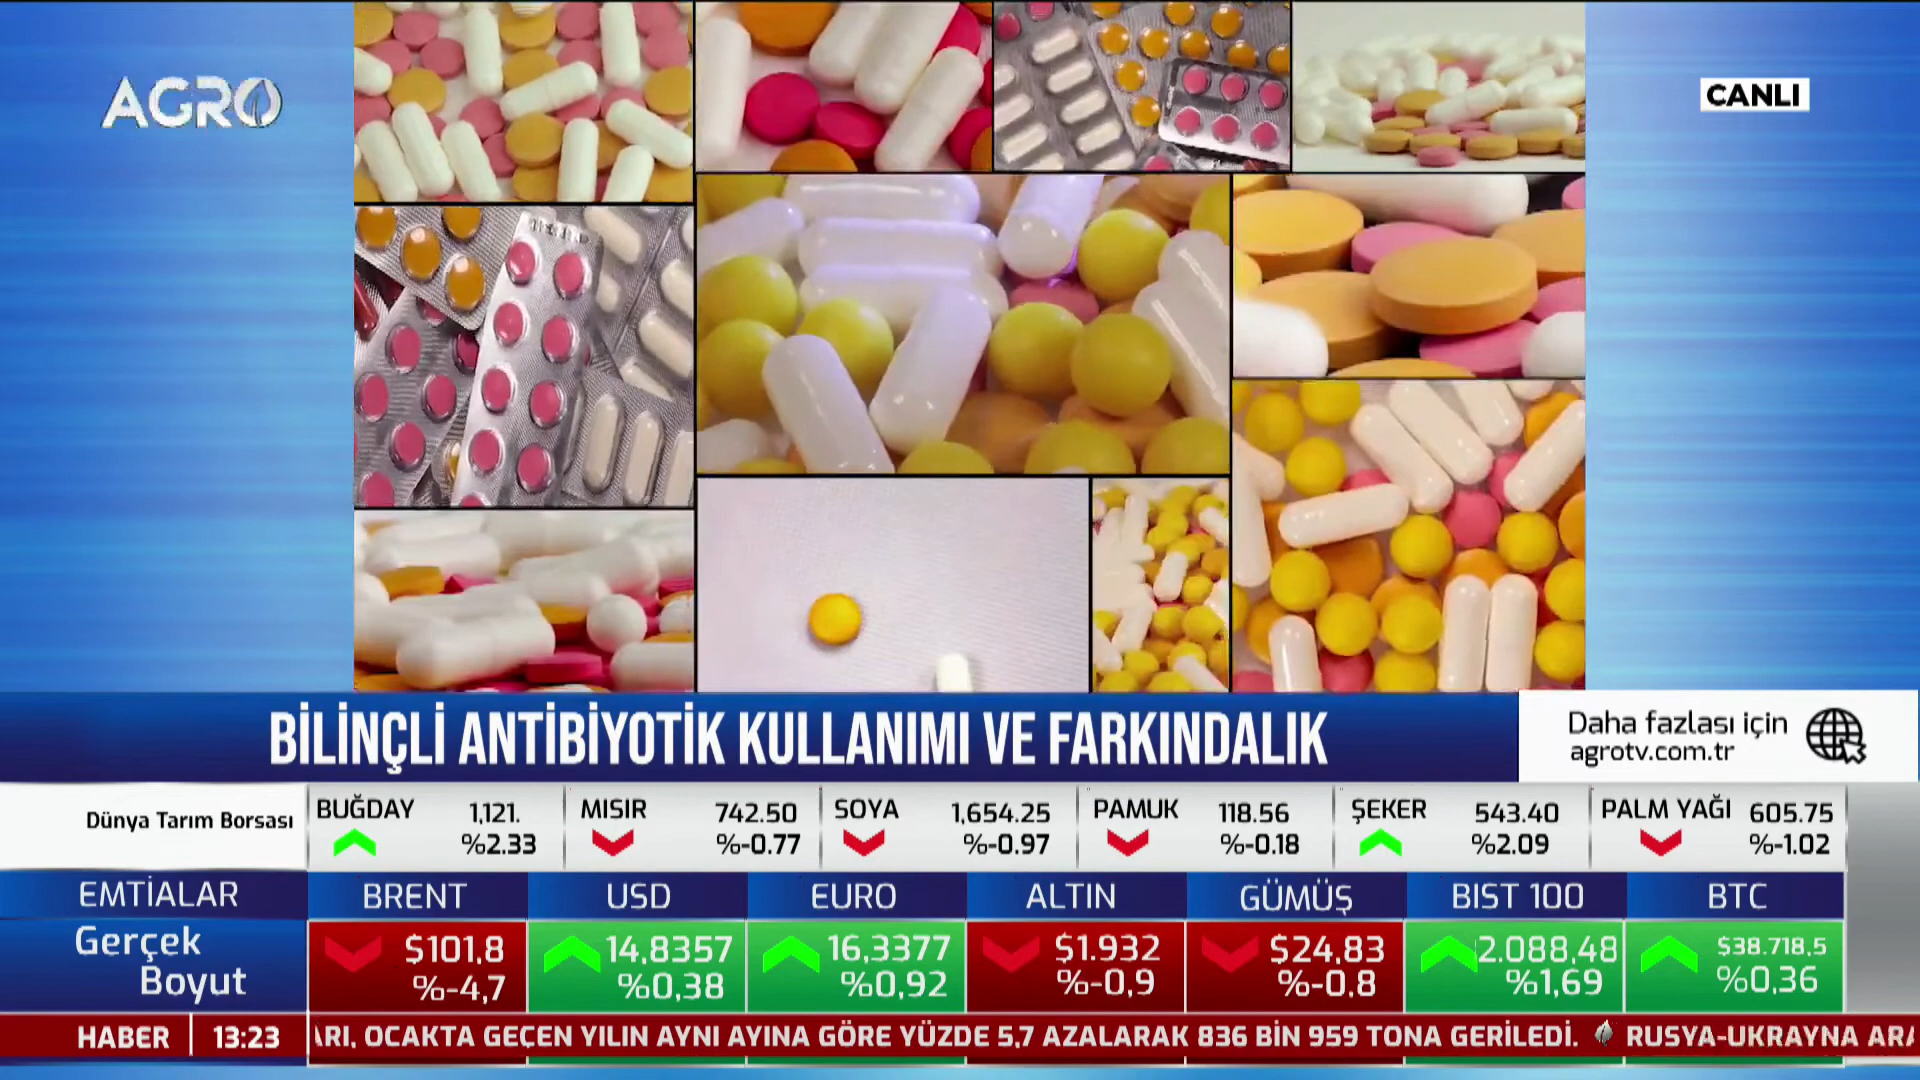 AGRO
CANLI
BİLİNÇLİ ANTİBİYOTİK KULLANIMI VE FARKINDALIK
Daha fazlası için
agrotv.com.tr
Dünya Tarım Borsası
BUĞDAY 1,121. %2.33
MISIR 742.50 %-0.77
SOYA 1,654.25 %-0.97
PAMUK 118.56 %-0.18
ŞEKER 543.40 %2.09
PALM YAĞI 605.75 %-1.02
EMTİALAR
Gerçek
Boyut
BRENT $101,8 %-4,7
USD 14,8357 %0,38
EURO 16,3377 %0,92
ALTIN $1.932 %-0,9
GÜMÜŞ $24,83 %-0,8
BIST 100 2.088,48 %1,69
BTC $38.718,5 %0,36
HABER 13:23 ARI, OCAKTA GEÇEN YILIN AYNI AYINA GÖRE YÜZDE 5,7 AZALARAK 836 BİN 959 TONA GERİLEDİ. RUSYA-UKRAYNA ARA